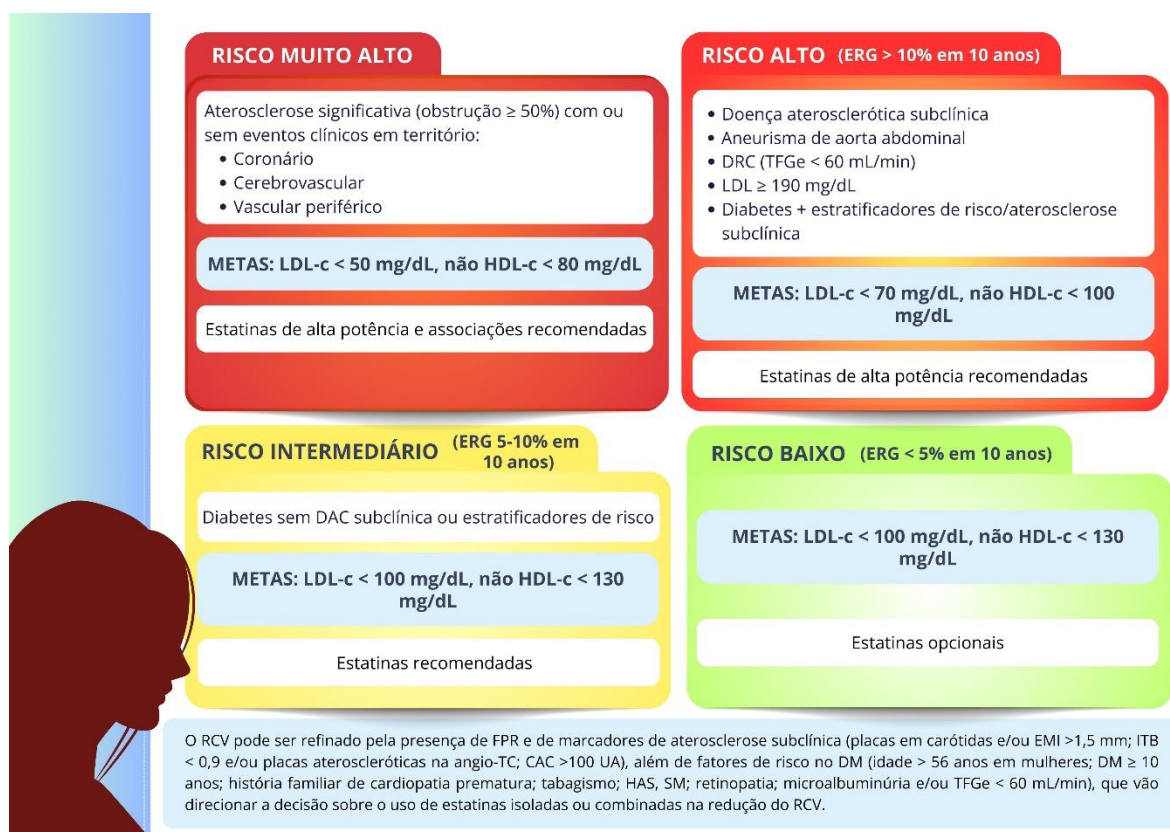 RISCO MUITO ALTO
Aterosclerose significativa (obstrução ≥ 50%) com ou
sem eventos clínicos em território:
• Coronário
• Cerebrovascular
• Vascular periférico
METAS: LDL-c < 50 mg/dL, não HDL-c < 80 mg/dL
Estatinas de alta potência e associações recomendadas
RISCO ALTO (ERG > 10% em 10 anos)
• Doença aterosclerótica subclínica
• Aneurisma de aorta abdominal
• DRC (TFGe < 60 mL/min)
• LDL ≥ 190 mg/dL
• Diabetes + estratificadores de risco/aterosclerose
subclínica
METAS: LDL-c < 70 mg/dL, não HDL-c < 100
mg/dL
Estatinas de alta potência recomendadas
RISCO INTERMEDIÁRIO (ERG 5-10% em
10 anos)
Diabetes sem DAC subclínica ou estratificadores de risco
METAS: LDL-c < 100 mg/dL, não HDL-c < 130
mg/dL
Estatinas recomendadas
RISCO BAIXO (ERG < 5% em 10 anos)
METAS: LDL-c < 100 mg/dL, não HDL-c < 130
mg/dL
Estatinas opcionais
O RCV pode ser refinado pela presença de FPR e de marcadores de aterosclerose subclínica (placas em carótidas e/ou EMI >1,5 mm; ITB
< 0,9 e/ou placas ateroscleróticas na angio-TC; CAC >100 UA), além de fatores de risco no DM (idade > 56 anos em mulheres; DM ≥ 10
anos; história familiar de cardiopatia prematura; tabagismo; HAS, SM; retinopatia; microalbuminúria e/ou TFGe < 60 mL/min), que vão
direcionar a decisão sobre o uso de estatinas isoladas ou combinadas na redução do RCV.